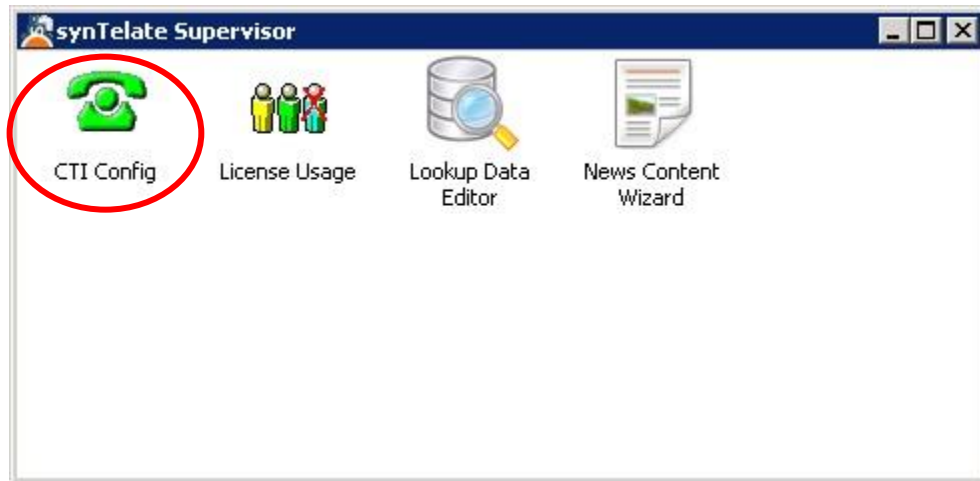 synTelate Supervisor
CTI Config
License Usage
Lookup Data
Editor
News Content
Wizard